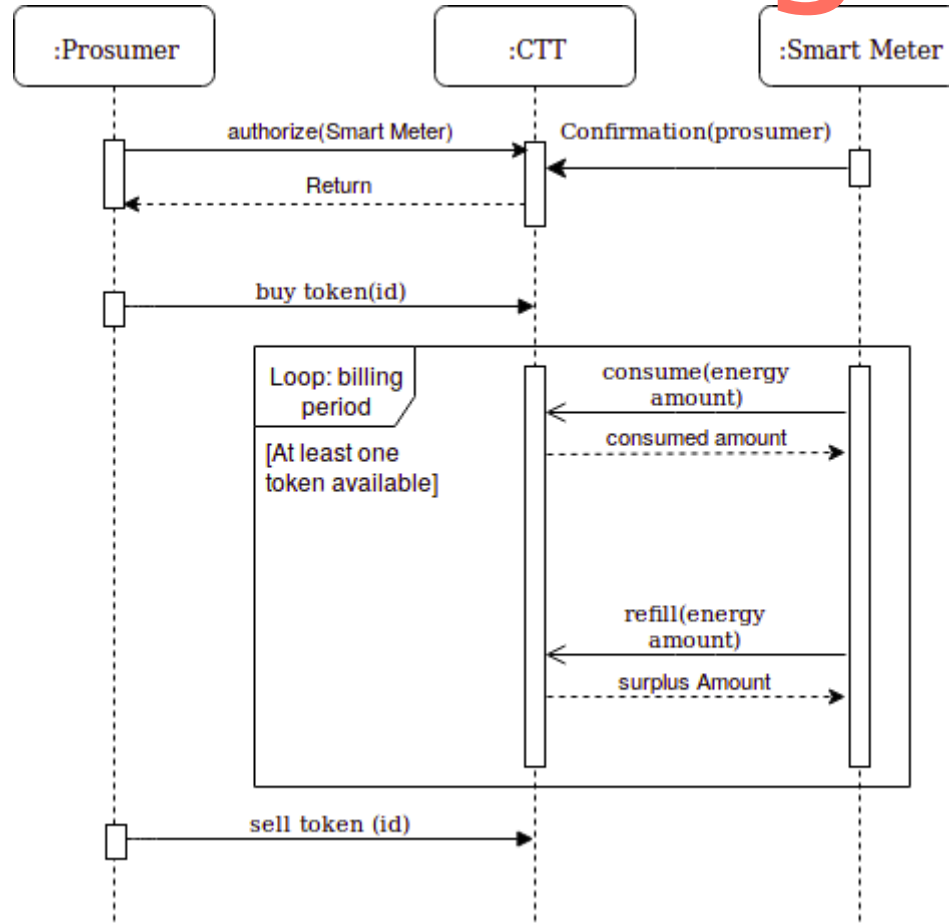 :Prosumer
:CTT
:Smart Meter
authorize(Smart Meter)
Confirmation(prosumer)
Return
buy token(id)
Loop: billing
period
[At least one
token available]
consume(energy
amount)
consumed amount
refill(energy
amount)
surplus Amount
sell token (id)